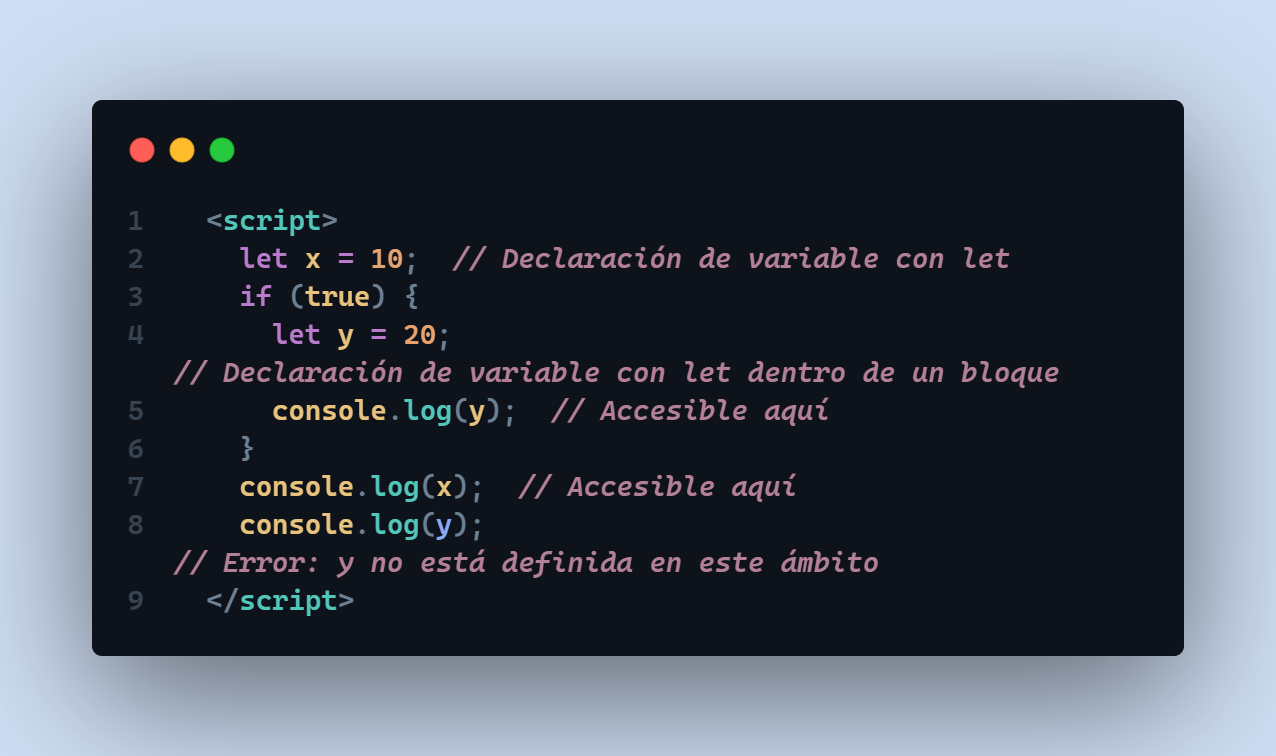 1 <script>
2 let x = 10; // Declaración de variable con let
3 if (true) {
4 let y = 20;
// Declaración de variable con let dentro de un bloque
5 console.log(y); // Accesible aquí
6 }
7 console.log(x); // Accesible aquí
8 console.log(y);
// Error: y no está definida en este ámbito
9 </script>